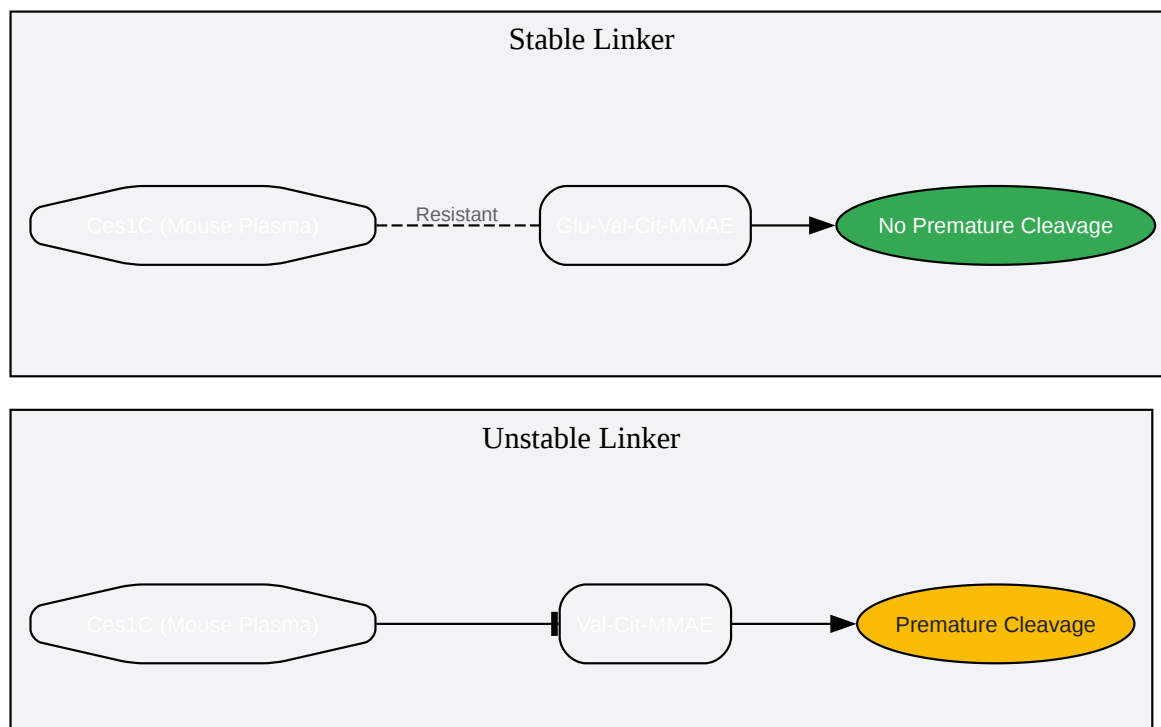 Stable Linker
Ces1C (Mouse Plasma)
Resistant
Glu-Val-Cit-MMAE
No Premature Cleavage
Unstable Linker
Ces1C (Mouse Plasma)
Val-Cit-MMAE
Premature Cleavage